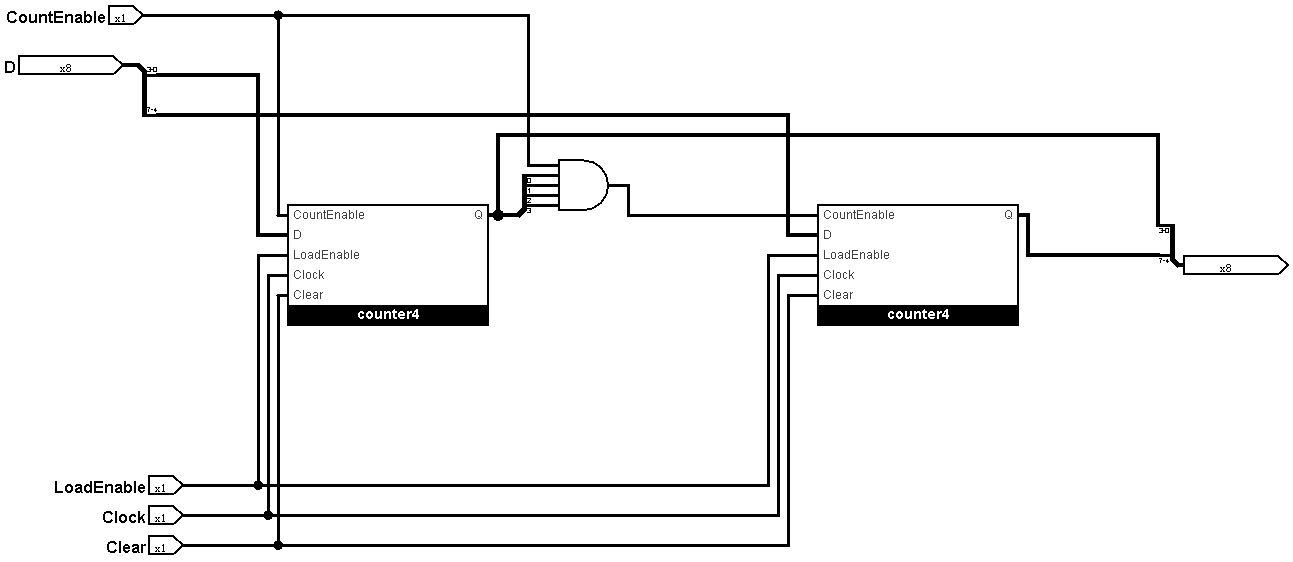 CountEnable x1
D x8
3-0
7-4
0
1
2
3
CountEnable Q
D
LoadEnable
Clock
Clear
counter4
CountEnable Q
D
LoadEnable
Clock
Clear
counter4
3-0
7-4
x8
LoadEnable x1
Clock x1
Clear x1